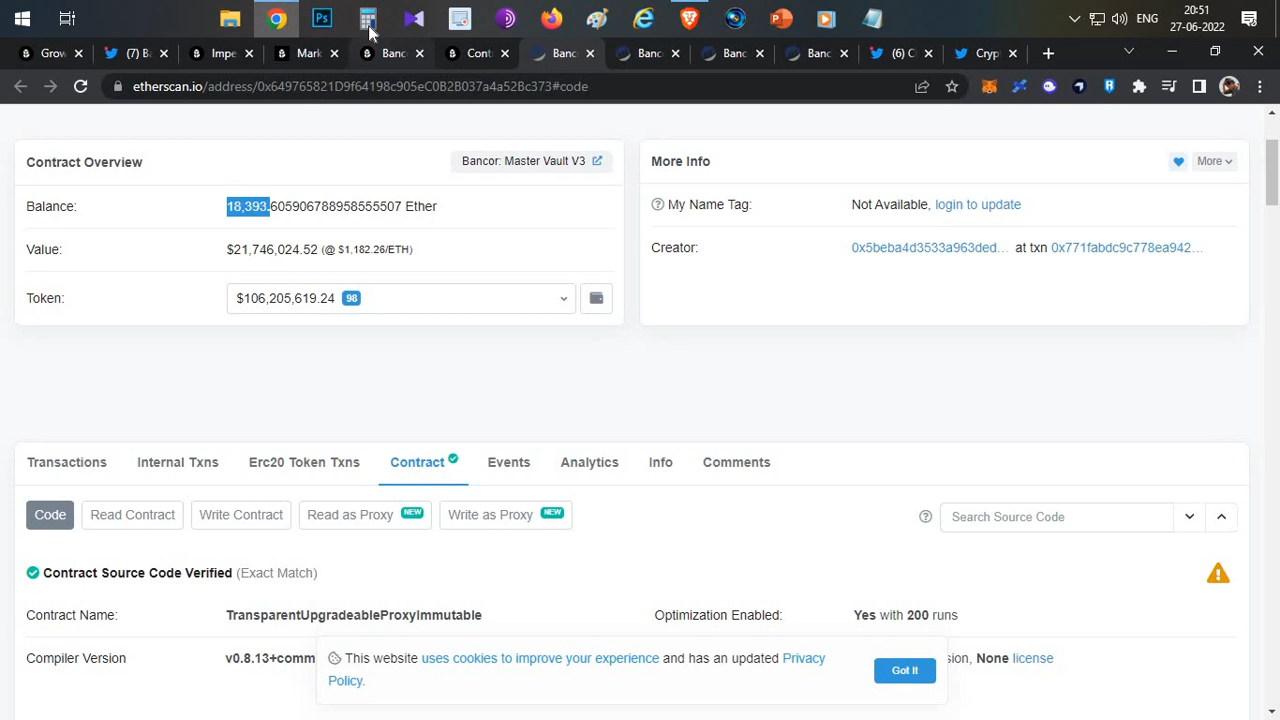 20:51
ENG
27-06-2022
Ps
Grow
(7) Ba
Impe
Mark
Banc
Cont
Banco
Banc
Banc
Banc
(6) C
Crypt
etherscan.io/address/0x649765821D9f64198c905eC0B2B037a4a52Bc373#code
Contract Overview
Bancor: Master Vault V3
Balance:
18,393.605906788958555507 Ether
Value:
$21,746,024.52 (@ $1,182.26/ETH)
Token:
$106,205,619.24 98
More Info
More
My Name Tag:
Not Available, login to update
Creator:
0x5beba4d3533a963ded... at txn 0x771fabdc9c778ea942...
Transactions
Internal Txns
Erc20 Token Txns
Contract
Events
Analytics
Info
Comments
Code
Read Contract
Write Contract
Read as Proxy NEW
Write as Proxy NEW
Search Source Code
Contract Source Code Verified (Exact Match)
Contract Name:
TransparentUpgradeableProxyImmutable
Optimization Enabled:
Yes with 200 runs
Compiler Version
v0.8.13+comm
sion, None license
This website uses cookies to improve your experience and has an updated Privacy
Policy.
Got It